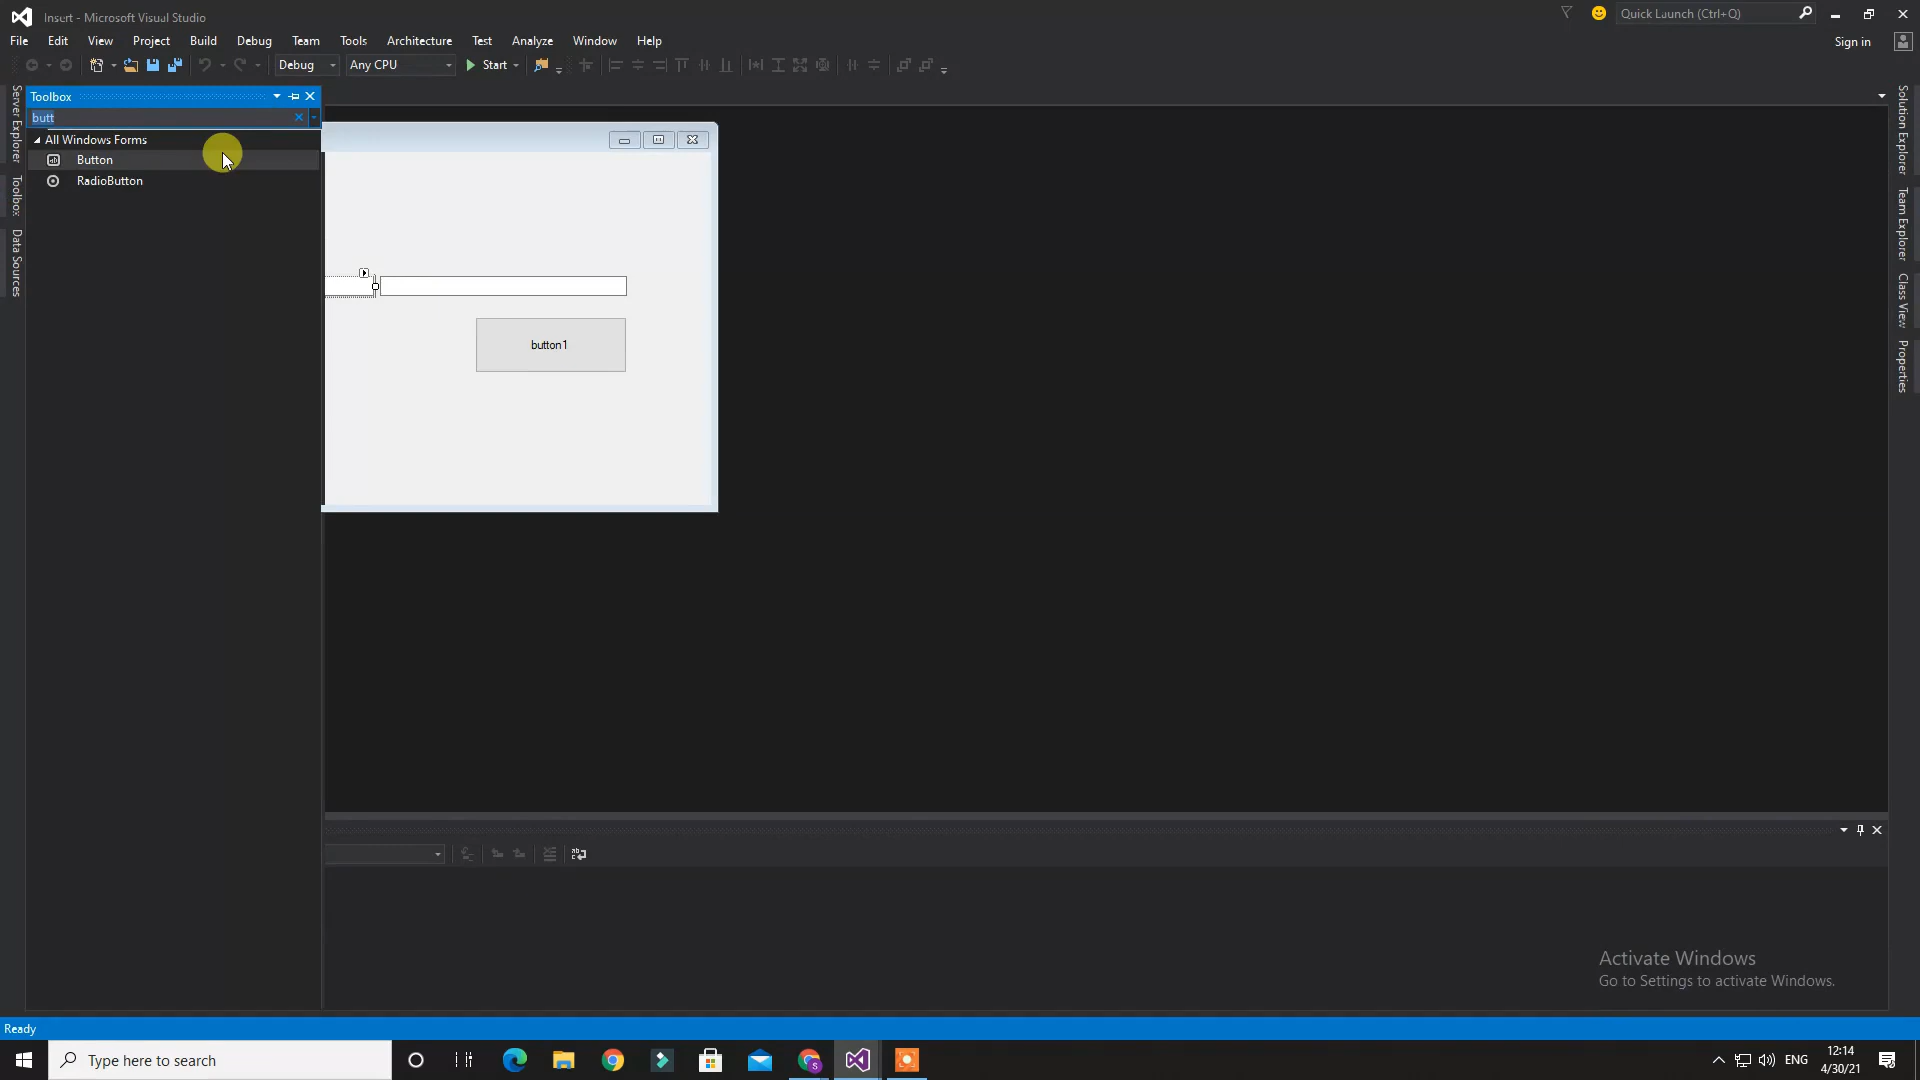 Insert - Microsoft Visual Studio
Quick Launch (Ctrl+Q)
File Edit View Project Build Debug Team Tools Architecture Test Analyze Window Help
Sign in
Debug Any CPU Start
Server Explorer
Toolbox
Data Sources
Toolbox
butt
All Windows Forms
Button
RadioButton
button1
Solution Explorer
Team Explorer
Class View
Properties
Activate Windows
Go to Settings to activate Windows.
Ready
Type here to search
ENG
12:14
4/30/21